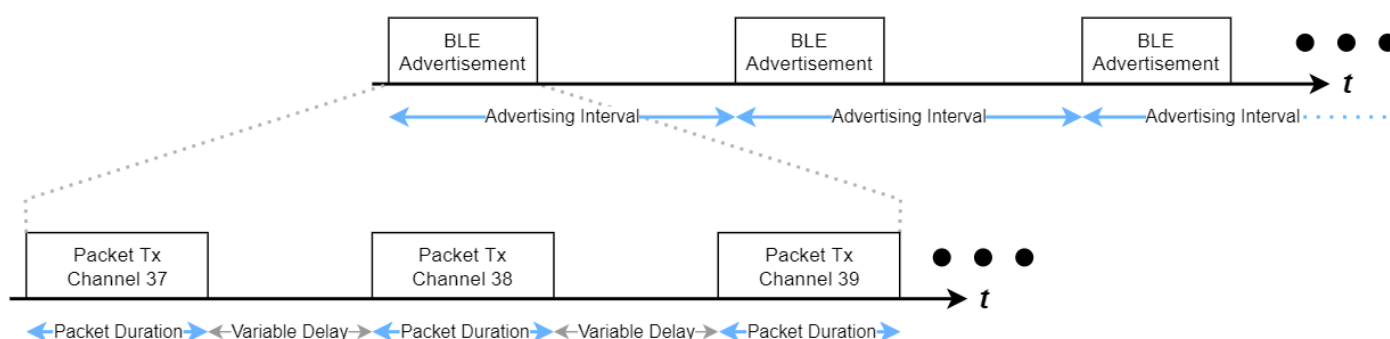 BLE
Advertisement
BLE
Advertisement
BLE
Advertisement
t
Advertising Interval
Advertising Interval
Advertising Interval
Packet Tx
Channel 37
Packet Tx
Channel 38
Packet Tx
Channel 39
t
Packet Duration
Variable Delay
Packet Duration
Variable Delay
Packet Duration